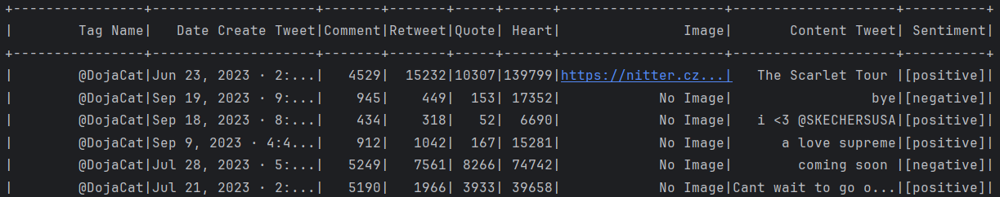 +----------------+-------------------+-------+-------+-----+------+--------------------+--------------------+----------+
|        Tag Name|  Date Create Tweet|Comment|Retweet|Quote| Heart|               Image|       Content Tweet| Sentiment|
+----------------+-------------------+-------+-------+-----+------+--------------------+--------------------+----------+
|        @DojaCat|Jun 23, 2023 · 2:...|   4529|  15232|10307|139799|https://nitter.cz...|   The Scarlet Tour |[positive]|
|        @DojaCat|Sep 19, 2023 · 9:...|    945|    449|  153| 17352|            No Image|                 bye|[negative]|
|        @DojaCat|Sep 18, 2023 · 8:...|    434|    318|   52|  6690|            No Image|   i <3 @SKECHERSUSA|[positive]|
|        @DojaCat|Sep 9, 2023 · 4:4...|    912|   1042|  167| 15281|            No Image|      a love supreme|[positive]|
|        @DojaCat|Jul 28, 2023 · 5:...|   5249|   7561| 8266| 74742|            No Image|        coming soon |[negative]|
|        @DojaCat|Jul 21, 2023 · 2:...|   5190|   1966| 3933| 39658|            No Image|Cant wait to go o...|[positive]|